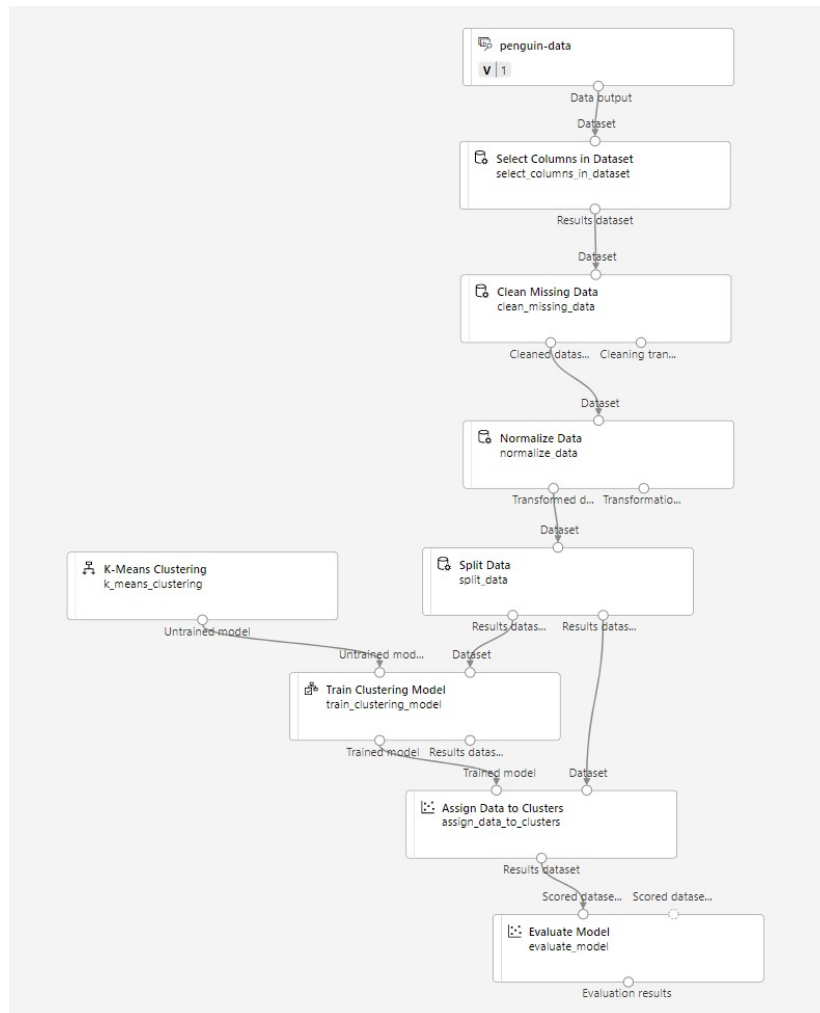 penguin-data
V 1
Data output
Dataset
Select Columns in Dataset
select_columns_in_dataset
Results dataset
Dataset
Clean Missing Data
clean_missing_data
Cleaned datas... Cleaning tran...
Dataset
Normalize Data
normalize_data
Transformed d... Transformatio...
Dataset
K-Means Clustering
k_means_clustering
Untrained model
Split Data
split_data
Results datas... Results datas...
Untrained mod... Dataset
Train Clustering Model
train_clustering_model
Trained model Results datas...
Trained model Dataset
Assign Data to Clusters
assign_data_to_clusters
Results dataset
Scored datase... Scored datase...
Evaluate Model
evaluate_model
Evaluation results